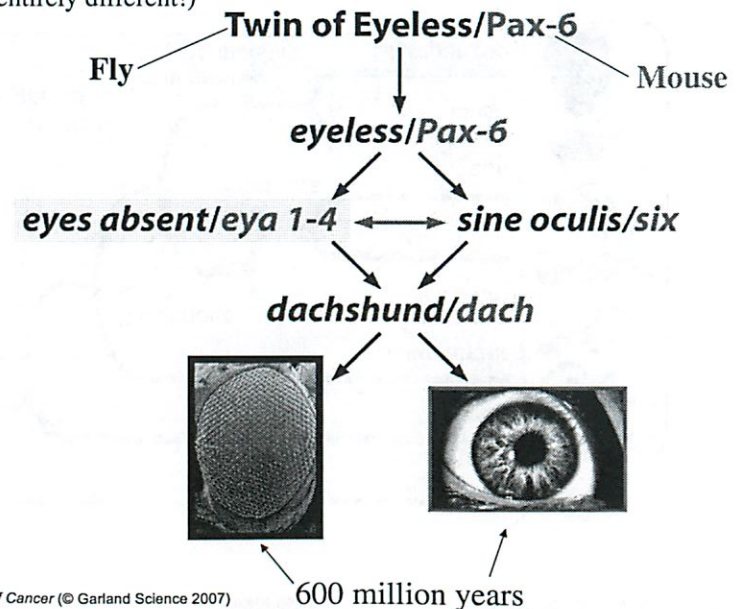 entirely different!)
Twin of Eyeless/Pax-6
Fly
Mouse
eyeless/Pax-6
eyes absent/eya 1-4
sine oculis/six
dachshund/dach
Cancer (© Garland Science 2007)
600 million years